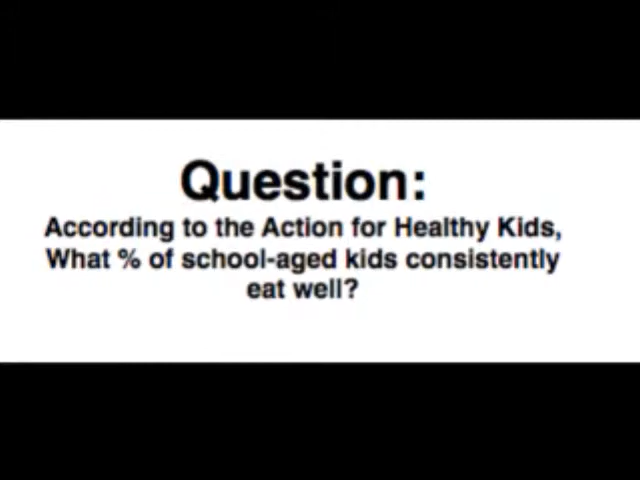 Question:
According to the Action for Healthy Kids,
What % of school-aged kids consistently
eat well?